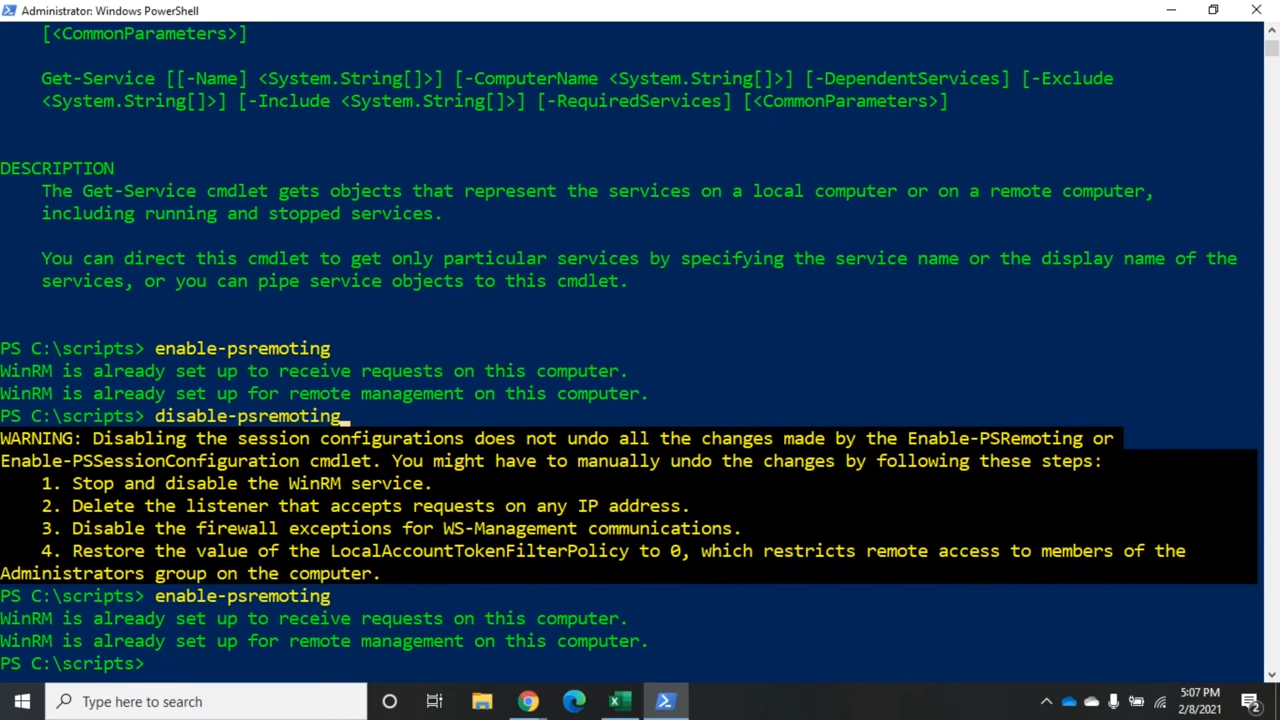 Administrator: Windows PowerShell
[<CommonParameters>]
Get-Service [[-Name] <System.String[]>] [-ComputerName <System.String[]>] [-DependentServices] [-Exclude
<System.String[]>] [-Include <System.String[]>] [-RequiredServices] [<CommonParameters>]
DESCRIPTION
The Get-Service cmdlet gets objects that represent the services on a local computer or on a remote computer,
including running and stopped services.
You can direct this cmdlet to get only particular services by specifying the service name or the display name of the
services, or you can pipe service objects to this cmdlet.
PS C:\scripts> enable-psremoting
WinRM is already set up to receive requests on this computer.
WinRM is already set up for remote management on this computer.
PS C:\scripts> disable-psremoting
WARNING: Disabling the session configurations does not undo all the changes made by the Enable-PSRemoting or
Enable-PSSessionConfiguration cmdlet. You might have to manually undo the changes by following these steps:
1. Stop and disable the WinRM service.
2. Delete the listener that accepts requests on any IP address.
3. Disable the firewall exceptions for WS-Management communications.
4. Restore the value of the LocalAccountTokenFilterPolicy to 0, which restricts remote access to members of the
Administrators group on the computer.
PS C:\scripts> enable-psremoting
WinRM is already set up to receive requests on this computer.
WinRM is already set up for remote management on this computer.
PS C:\scripts>
Type here to search
5:07 PM
2/8/2021
2